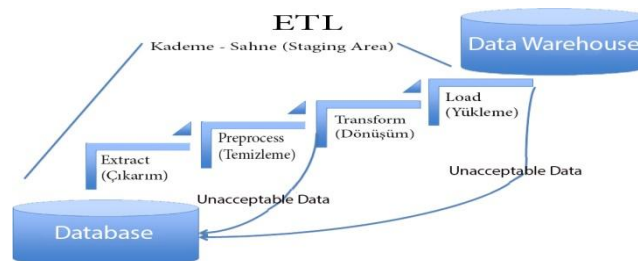 ETL
Kademe - Sahne (Staging Area)
Data Warehouse
Load
(Yükleme)
Transform
(Dönüşüm)
Preprocess
(Temizleme)
Extract
(Çıkarım)
Unacceptable Data
Unacceptable Data
Database